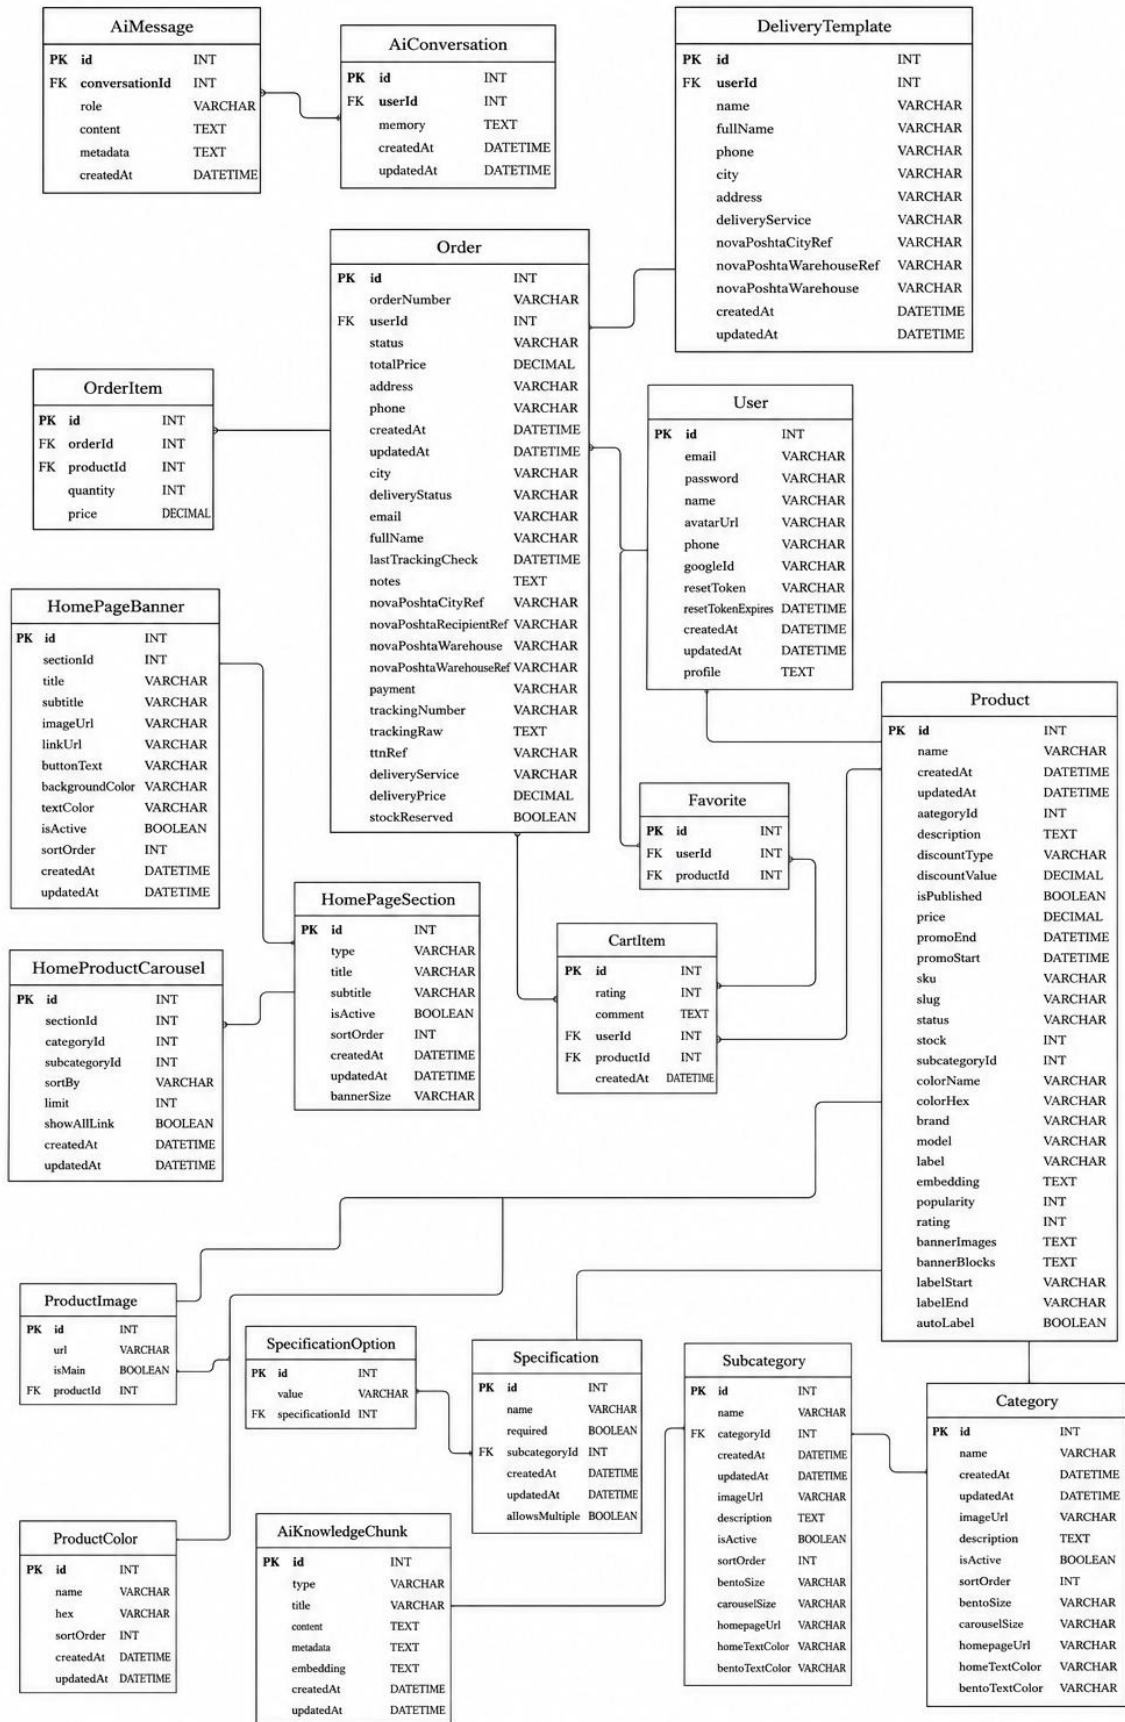 AiMessage
PK id INT
FK conversationId INT
role VARCHAR
content TEXT
metadata TEXT
createdAt DATETIME
AiConversation
PK id INT
FK userId INT
memory TEXT
createdAt DATETIME
updatedAt DATETIME
DeliveryTemplate
PK id INT
FK userId INT
name VARCHAR
fullName VARCHAR
phone VARCHAR
city VARCHAR
address VARCHAR
deliveryService VARCHAR
novaPoshtaCityRef VARCHAR
novaPoshtaWarehouseRef VARCHAR
novaPoshtaWarehouse VARCHAR
createdAt DATETIME
updatedAt DATETIME
Order
PK id INT
orderNumber VARCHAR
FK userId INT
status VARCHAR
totalPrice DECIMAL
address VARCHAR
phone VARCHAR
createdAt DATETIME
updatedAt DATETIME
city VARCHAR
deliveryStatus VARCHAR
email VARCHAR
fullName VARCHAR
lastTrackingCheck DATETIME
notes TEXT
novaPoshtaCityRef VARCHAR
novaPoshtaRecipientRef VARCHAR
novaPoshtaWarehouse VARCHAR
novaPoshtaWarehouseRef VARCHAR
payment VARCHAR
trackingNumber VARCHAR
trackingRaw TEXT
ttnRef VARCHAR
deliveryService VARCHAR
deliveryPrice DECIMAL
stockReserved BOOLEAN
OrderItem
PK id INT
FK orderId INT
FK productId INT
quantity INT
price DECIMAL
User
PK id INT
email VARCHAR
password VARCHAR
name VARCHAR
avatarUrl VARCHAR
phone VARCHAR
googleId VARCHAR
resetToken VARCHAR
resetTokenExpires DATETIME
createdAt DATETIME
updatedAt DATETIME
profile TEXT
HomePageBanner
PK id INT
sectionId INT
title VARCHAR
subtitle VARCHAR
imageUrl VARCHAR
linkUrl VARCHAR
buttonText VARCHAR
backgroundColor VARCHAR
textColor VARCHAR
isActive BOOLEAN
sortOrder INT
createdAt DATETIME
updatedAt DATETIME
Product
PK id INT
name VARCHAR
createdAt DATETIME
updatedAt DATETIME
aategoryId INT
description TEXT
discountType VARCHAR
discountValue DECIMAL
isPublished BOOLEAN
price DECIMAL
promoEnd DATETIME
promoStart DATETIME
sku VARCHAR
slug VARCHAR
status VARCHAR
stock INT
subcategoryId INT
colorName VARCHAR
colorHex VARCHAR
brand VARCHAR
model VARCHAR
label VARCHAR
embedding TEXT
popularity INT
rating INT
bannerImages TEXT
bannerBlocks TEXT
labelStart VARCHAR
labelEnd VARCHAR
autoLabel BOOLEAN
Favorite
PK id INT
FK userId INT
FK productId INT
HomePageSection
PK id INT
type VARCHAR
title VARCHAR
subtitle VARCHAR
isActive BOOLEAN
sortOrder INT
createdAt DATETIME
updatedAt DATETIME
bannerSize VARCHAR
CartItem
PK id INT
rating INT
comment TEXT
FK userId INT
FK productId INT
createdAt DATETIME
HomeProductCarousel
PK id INT
sectionId INT
categoryId INT
subcategoryId INT
sortBy VARCHAR
limit INT
showAllLink BOOLEAN
createdAt DATETIME
updatedAt DATETIME
ProductImage
PK id INT
url VARCHAR
isMain BOOLEAN
FK productId INT
SpecificationOption
PK id INT
value VARCHAR
FK specificationId INT
Specification
PK id INT
name VARCHAR
required BOOLEAN
FK subcategoryId INT
createdAt DATETIME
updatedAt DATETIME
allowsMultiple BOOLEAN
Subcategory
PK id INT
name VARCHAR
FK categoryId INT
createdAt DATETIME
updatedAt DATETIME
imageUrl VARCHAR
description TEXT
isActive BOOLEAN
sortOrder INT
bentoSize VARCHAR
carouselSize VARCHAR
homepageUrl VARCHAR
homeTextColor VARCHAR
bentoTextColor VARCHAR
Category
PK id INT
name VARCHAR
createdAt DATETIME
updatedAt DATETIME
imageUrl VARCHAR
description TEXT
isActive BOOLEAN
sortOrder INT
bentoSize VARCHAR
carouselSize VARCHAR
homepageUrl VARCHAR
homeTextColor VARCHAR
bentoTextColor VARCHAR
ProductColor
PK id INT
name VARCHAR
hex VARCHAR
sortOrder INT
createdAt DATETIME
updatedAt DATETIME
AiKnowledgeChunk
PK id INT
type VARCHAR
title VARCHAR
content TEXT
metadata TEXT
embedding TEXT
createdAt DATETIME
updatedAt DATETIME